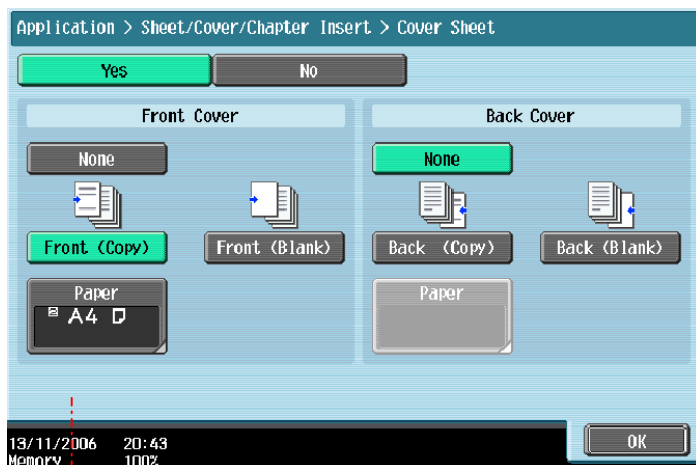 Application > Sheet/Cover/Chapter Insert > Cover Sheet
Yes No
Front Cover Back Cover
None None
Front (Copy) Front (Blank) Back (Copy) Back (Blank)
Paper Paper
A4
13/11/2006 20:43 OK
Memory 100%